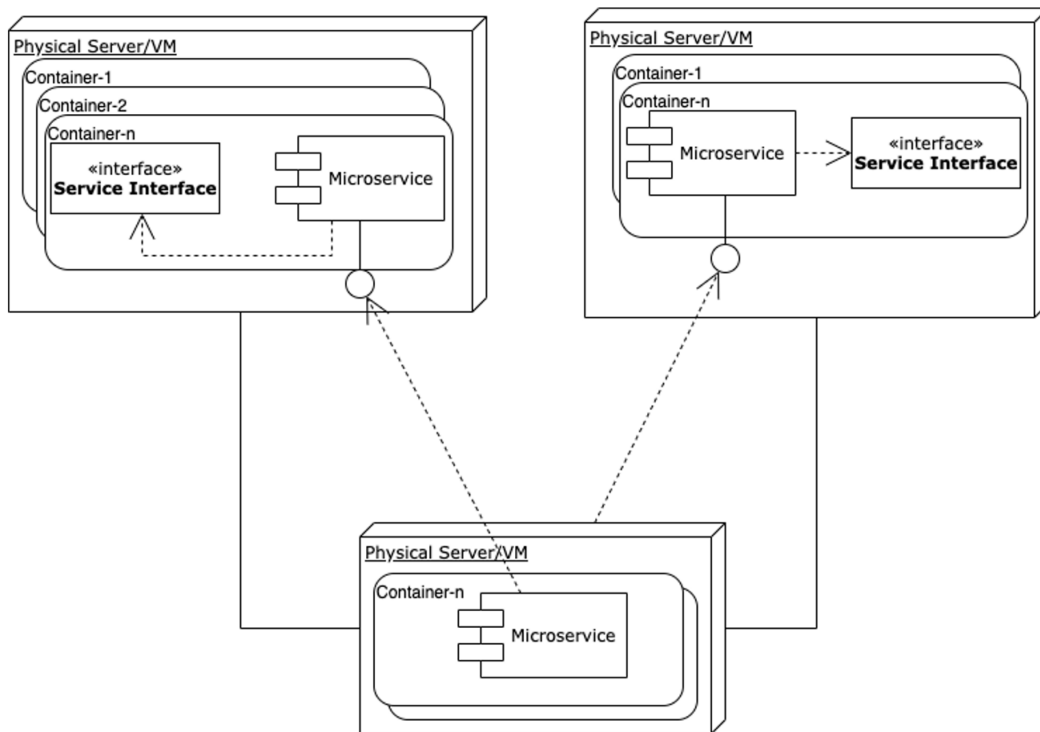 Physical Server/VM
Container-1
Container-2
Container-n
«interface»
Service Interface
Microservice
Physical Server/VM
Container-1
Container-n
Microservice
«interface»
Service Interface
Physical Server/VM
Container-n
Microservice